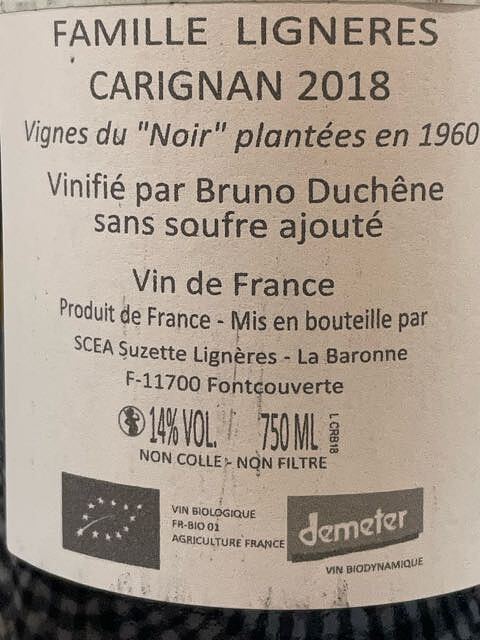 FAMILLE LIGNERES
CARIGNAN 2018
Vignes du "Noir" plantées en 1960
Vinifié par Bruno Duchêne
sans soufre ajouté
Vin de France
Produit de France - Mis en bouteille par
SCEA Suzette Lignères - La Baronne
F-11700 Fontcouverte
14% VOL. 750 ML
L CRB18
NON COLLE - NON FILTRE
VIN BIOLOGIQUE
FR-BIO 01
AGRICULTURE FRANCE
demeter
VIN BIODYNAMIQUE